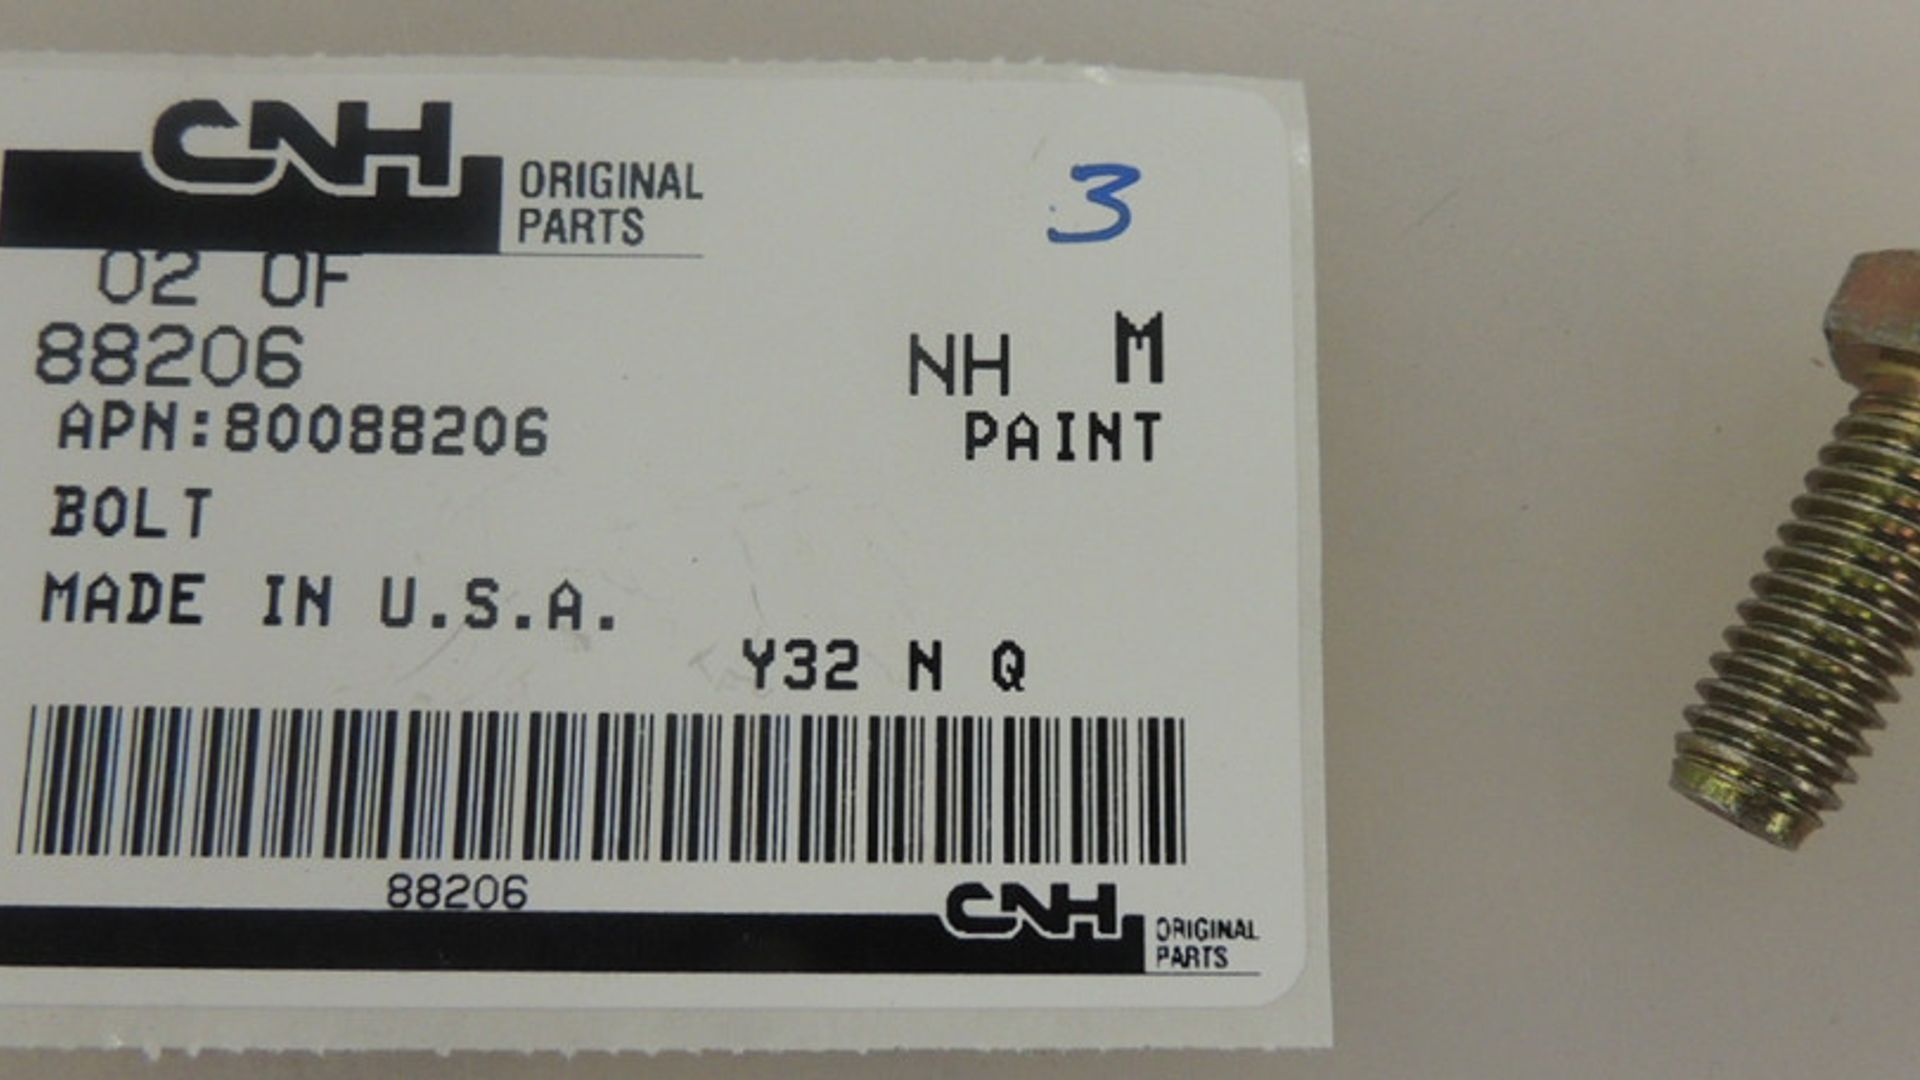 CNH ORIGINAL
PARTS
3
02 OF
88206
NH M
APN:80088206
PAINT
BOLT
MADE IN U.S.A.
Y32 N Q
88206
CNH ORIGINAL
PARTS